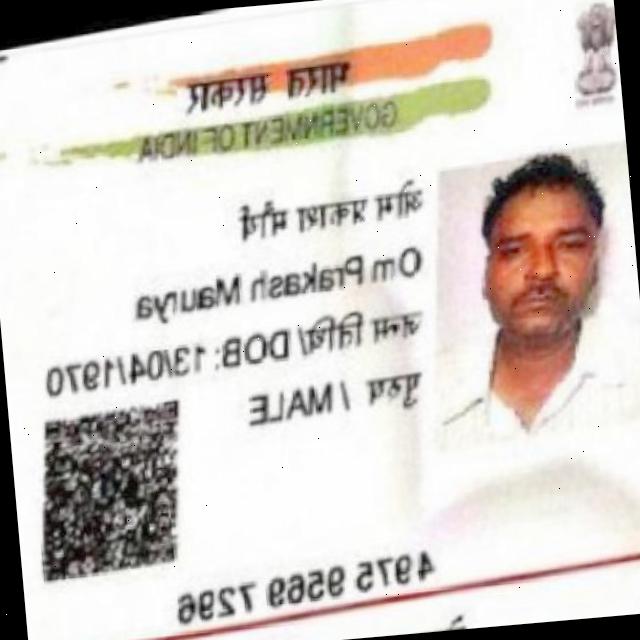 भारत सरकार
GOVERNMENT OF INDIA
ओम प्रकाश मौर्य
Om Prakash Maurya
जन्म तिथि/ DOB: 13/04/1970
पुरुष / MALE
4975 9569 7296